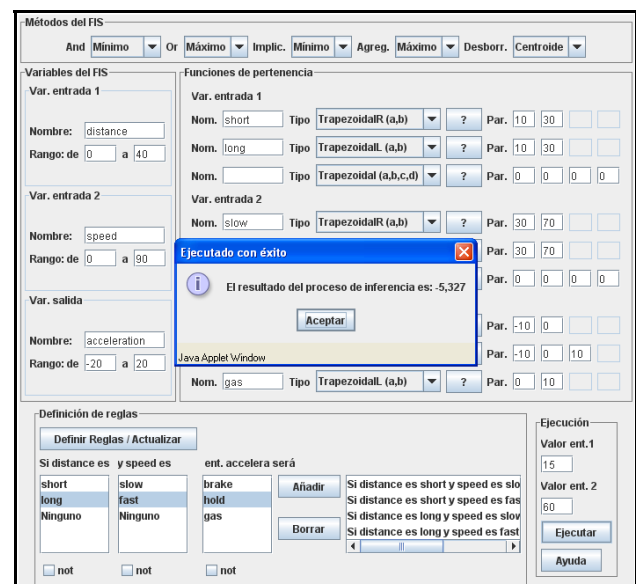 Métodos del FIS
And Mínimo Or Máximo Implic. Mínimo Agreg. Máximo Desborr. Centroide
Variables del FIS
Var. entrada 1
Nombre: distance
Rango: de 0 a 40
Var. entrada 2
Nombre: speed
Rango: de 0 a 90
Var. salida
Nombre: acceleration
Rango: de -20 a 20
Funciones de pertenencia
Var. entrada 1
Nom. short Tipo TrapezoidalR (a,b) ? Par. 10 30
Nom. long Tipo TrapezoidalL (a,b) ? Par. 10 30
Nom. Tipo Trapezoidal (a,b,c,d) ? Par. 0 0 0 0
Var. entrada 2
Nom. slow Tipo TrapezoidalR (a,b) ? Par. 30 70
Par. 30 70
Par. 0 0 0 0
Par. -10 0
Par. -10 0 10
Nom. gas Tipo TrapezoidalL (a,b) ? Par. 0 10
Ejecutado con éxito
El resultado del proceso de inferencia es: -5,327
Aceptar
Java Applet Window
Definición de reglas
Definir Reglas / Actualizar
Si distance es y speed es ent. accelera será
short slow brake
long fast hold
Ninguno Ninguno gas
not not not
Añadir
Borrar
Si distance es short y speed es slo
Si distance es short y speed es fas
Si distance es long y speed es slov
Si distance es long y speed es fast
Ejecución
Valor ent.1
15
Valor ent. 2
60
Ejecutar
Ayuda